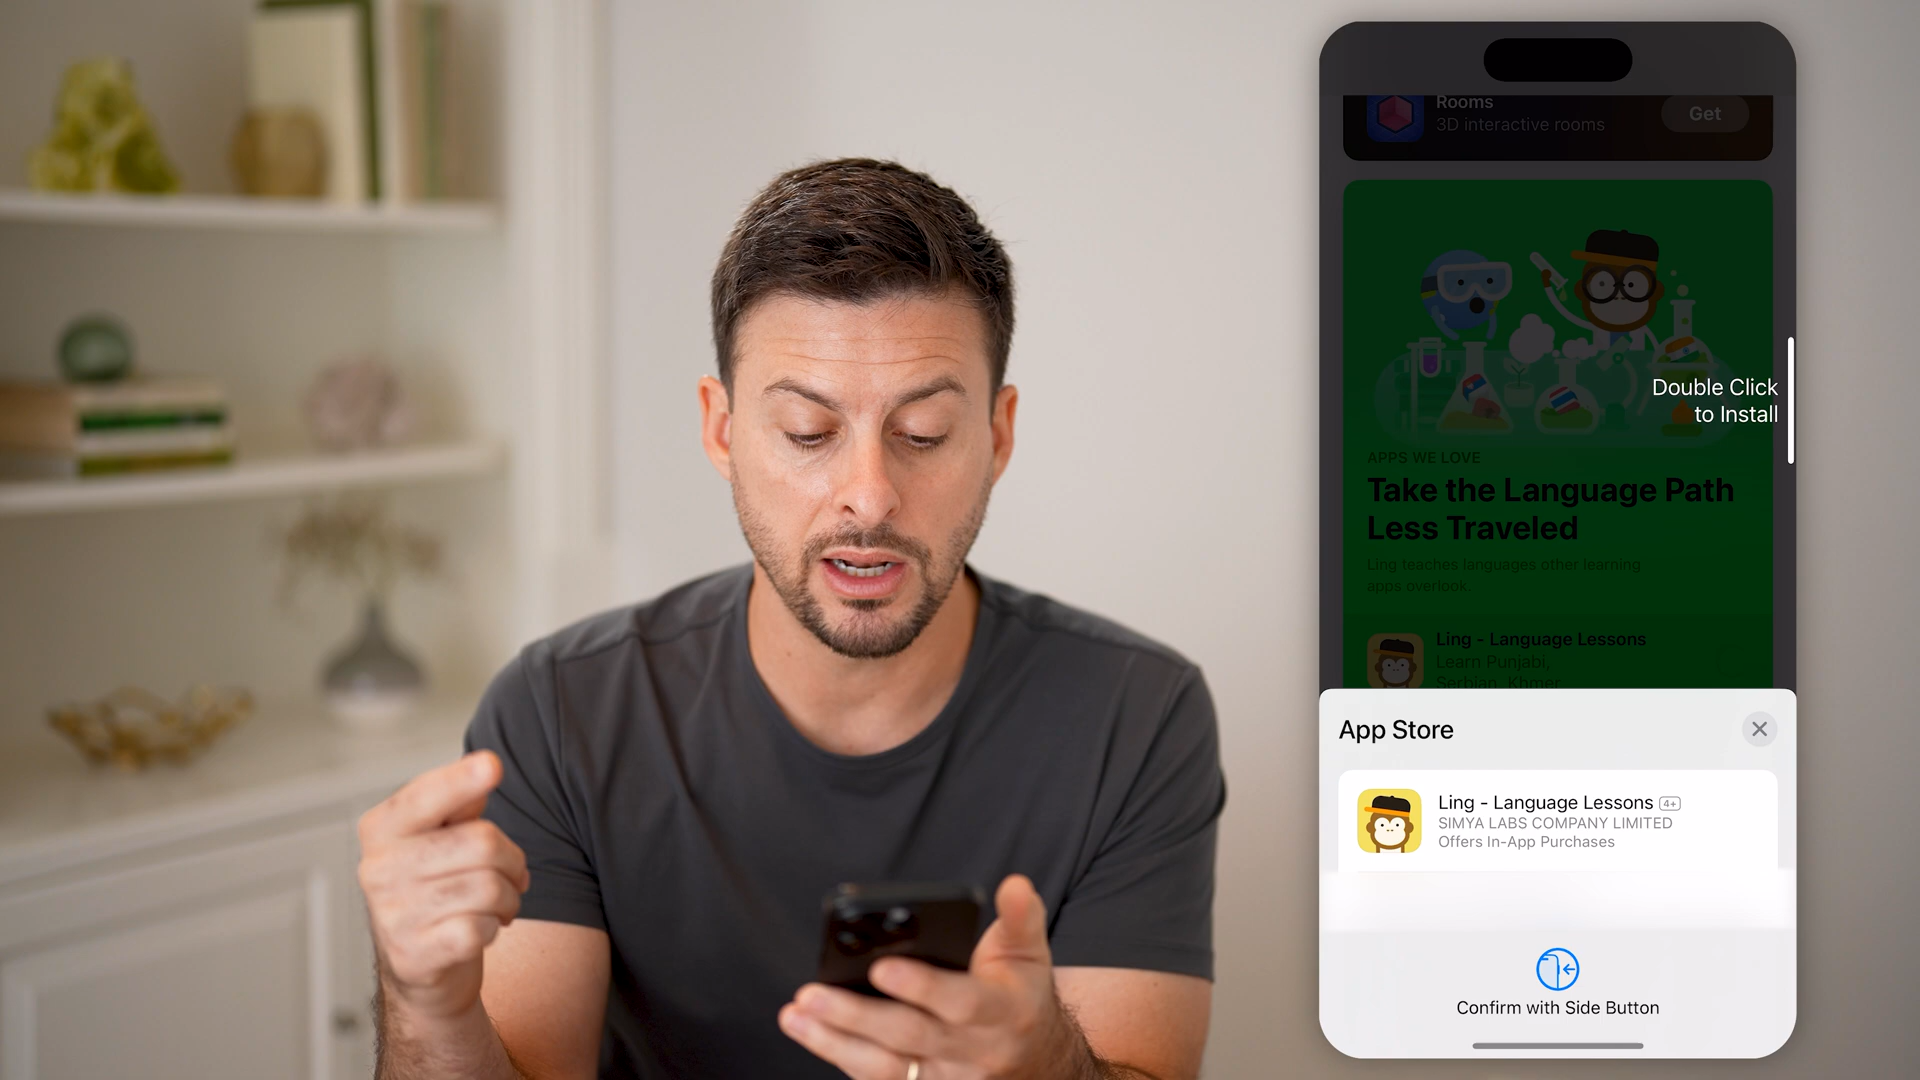 Rooms
3D interactive rooms
Get
Double Click
to Install
APPS WE LOVE
Take the Language Path
Less Traveled
Ling teaches languages other learning
apps overlook.
Ling - Language Lessons
Learn Punjabi,
Serbian, Khmer
App Store
Ling - Language Lessons 4+
SIMYA LABS COMPANY LIMITED
Offers In-App Purchases
Confirm with Side Button